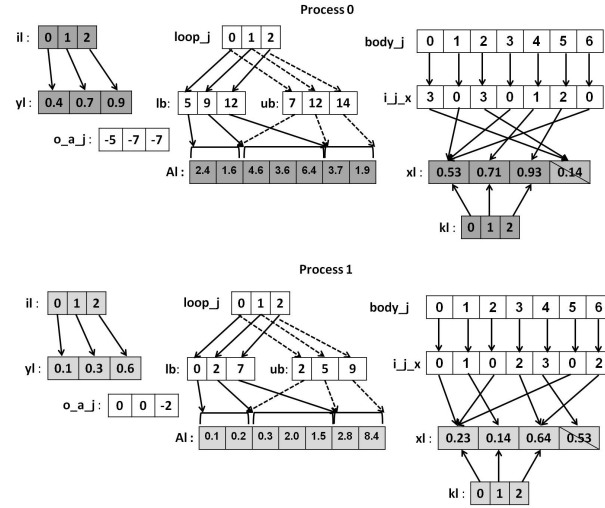 Process 0
il : 0 1 2
yl : 0.4 0.7 0.9
o_a_j : -5 -7 -7
loop_j 0 1 2
lb: 5 9 12 ub: 7 12 14
Al : 2.4 1.6 4.6 3.6 6.4 3.7 1.9
body_j 0 1 2 3 4 5 6
i_j_x 3 0 3 0 1 2 0
xl : 0.53 0.71 0.93 0.14
kl : 0 1 2
Process 1
il : 0 1 2
yl : 0.1 0.3 0.6
o_a_j : 0 0 -2
loop_j 0 1 2
lb: 0 2 7 ub: 2 5 9
Al : 0.1 0.2 0.3 2.0 1.5 2.8 8.4
body_j 0 1 2 3 4 5 6
i_j_x 0 1 0 2 3 0 2
xl : 0.23 0.14 0.64 0.53
kl : 0 1 2